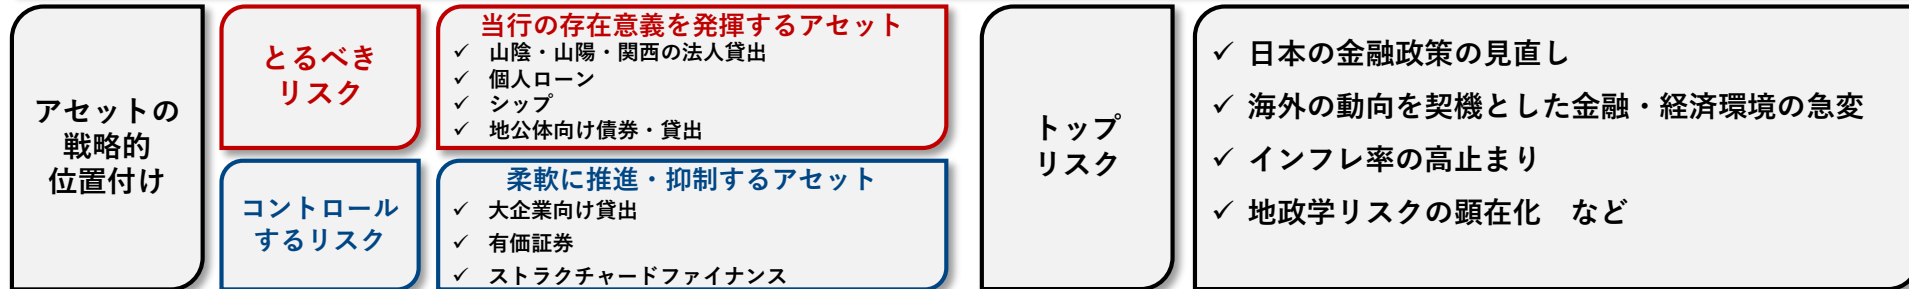 アセットの
戦略的
位置付け
とるべき
リスク
当行の存在意義を発揮するアセット
✓ 山陰・山陽・関西の法人貸出
✓ 個人ローン
✓ シップ
✓ 地公体向け債券・貸出
コントロール
するリスク
柔軟に推進・抑制するアセット
✓ 大企業向け貸出
✓ 有価証券
✓ ストラクチャードファイナンス
トップ
リスク
✓ 日本の金融政策の見直し
✓ 海外の動向を契機とした金融・経済環境の急変
✓ インフレ率の高止まり
✓ 地政学リスクの顕在化　など